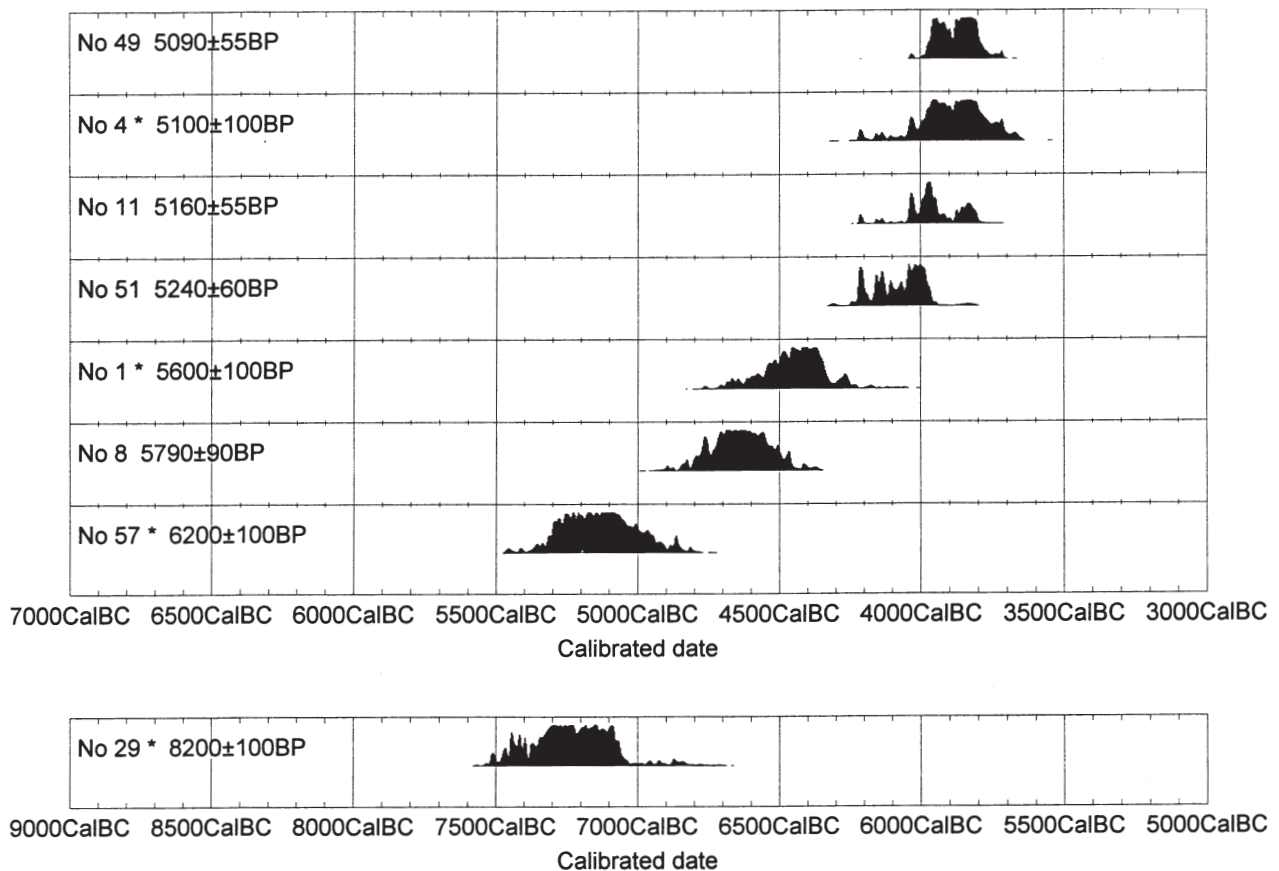 No 49 5090±55BP
No 4 * 5100±100BP
No 11 5160±55BP
No 51 5240±60BP
No 1 * 5600±100BP
No 8 5790±90BP
No 57 * 6200±100BP
7000CalBC 6500CalBC 6000CalBC 5500CalBC 5000CalBC 4500CalBC 4000CalBC 3500CalBC 3000CalBC
Calibrated date
No 29 * 8200±100BP
9000CalBC 8500CalBC 8000CalBC 7500CalBC 7000CalBC 6500CalBC 6000CalBC 5500CalBC 5000CalBC
Calibrated date